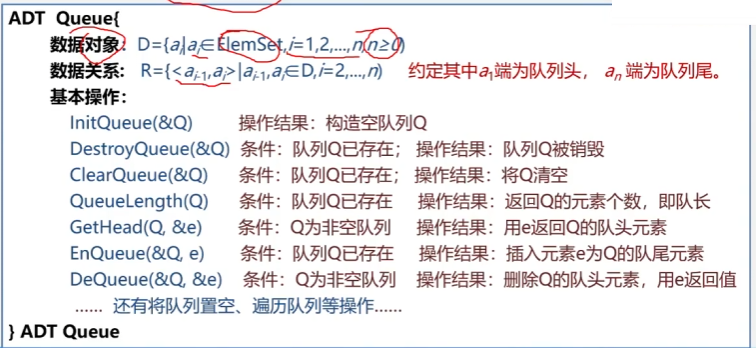 ADT Queue{
数据对象：D={ai|ai∈ElemSet,i=1,2,...,n,n≥0}
数据关系：R={<ai-1,ai>|ai-1,ai∈D,i=2,...,n} 约定其中a1端为队列头， an 端为队列尾。
基本操作：
InitQueue(&Q) 操作结果：构造空队列Q
DestroyQueue(&Q) 条件：队列Q已存在； 操作结果：队列Q被销毁
ClearQueue(&Q) 条件：队列Q已存在； 操作结果：将Q清空
QueueLength(Q) 条件：队列Q已存在 操作结果：返回Q的元素个数，即队长
GetHead(Q, &e) 条件：Q为非空队列 操作结果：用e返回Q的队头元素
EnQueue(&Q, e) 条件：队列Q已存在 操作结果：插入元素e为Q的队尾元素
DeQueue(&Q, &e) 条件：Q为非空队列 操作结果：删除Q的队头元素，用e返回值
...... 还有将队列置空、遍历队列等操作......
} ADT Queue